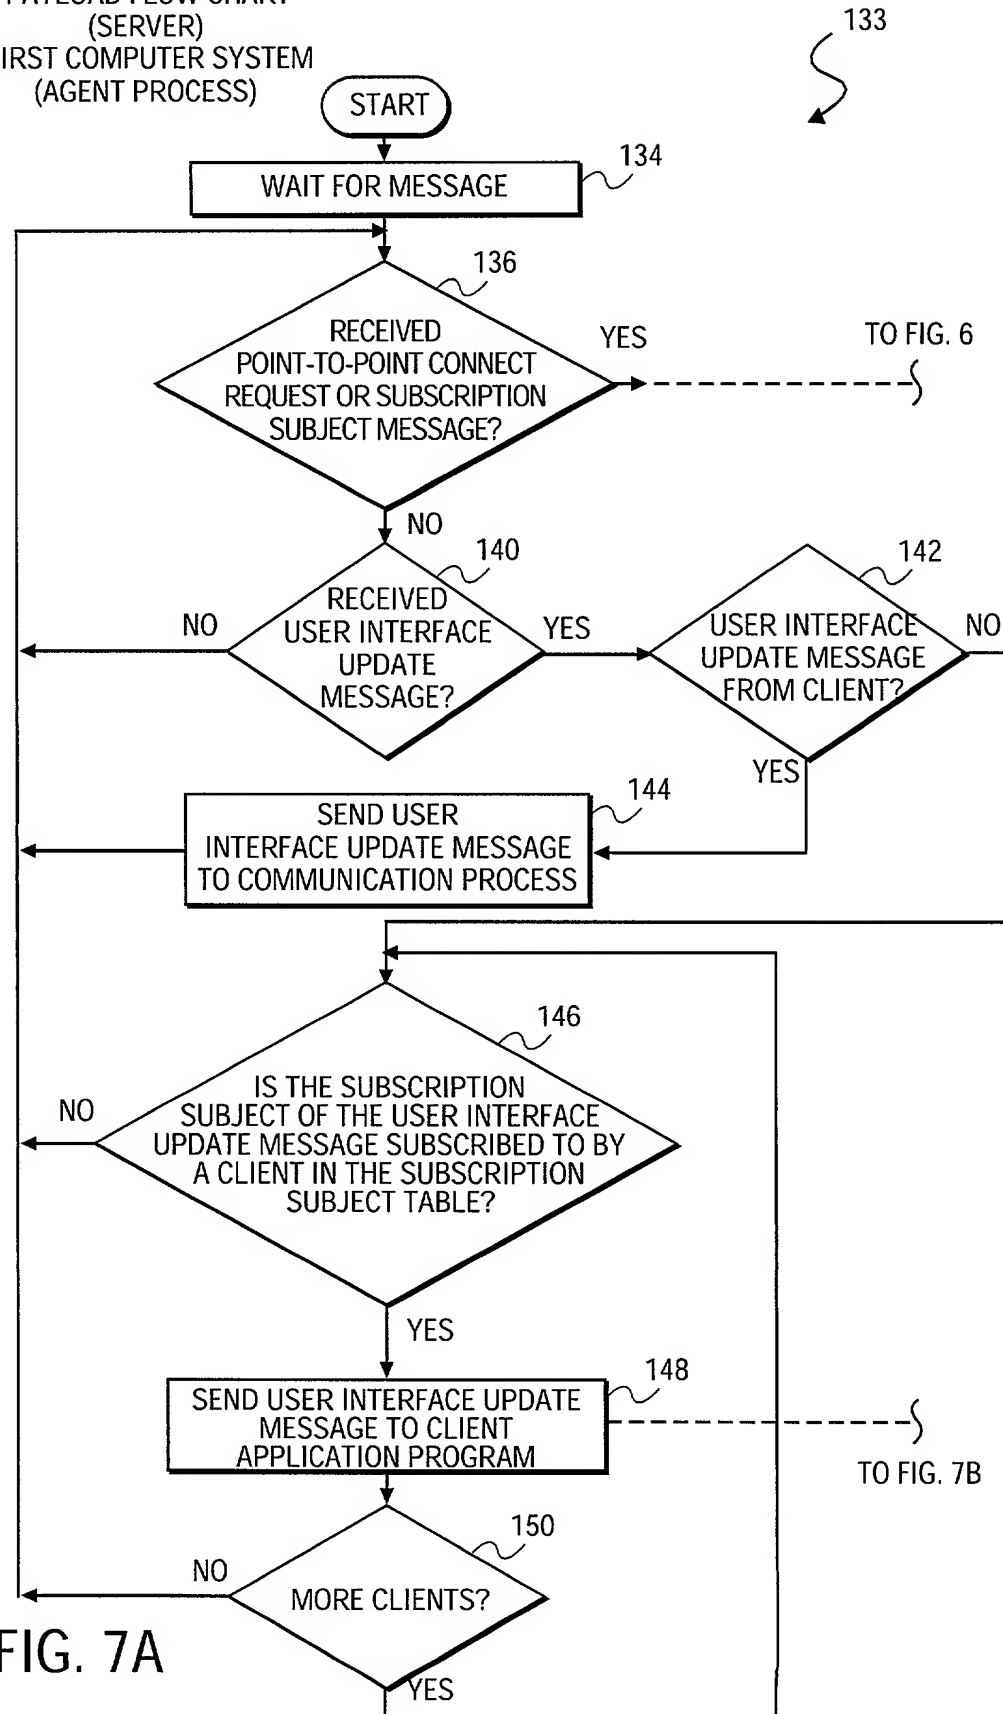 PAYLOAD FLOW CHART
(SERVER)
IRST COMPUTER SYSTEM
(AGENT PROCESS)
133
START
134
WAIT FOR MESSAGE
136
RECEIVED
POINT-TO-POINT CONNECT
REQUEST OR SUBSCRIPTION
SUBJECT MESSAGE?
YES
TO FIG. 6
NO
140
RECEIVED
USER INTERFACE
UPDATE
MESSAGE?
NO
YES
142
USER INTERFACE
UPDATE MESSAGE
FROM CLIENT?
NO
YES
144
SEND USER
INTERFACE UPDATE MESSAGE
TO COMMUNICATION PROCESS
146
IS THE SUBSCRIPTION
SUBJECT OF THE USER INTERFACE
UPDATE MESSAGE SUBSCRIBED TO BY
A CLIENT IN THE SUBSCRIPTION
SUBJECT TABLE?
NO
YES
148
SEND USER INTERFACE UPDATE
MESSAGE TO CLIENT
APPLICATION PROGRAM
TO FIG. 7B
150
MORE CLIENTS?
NO
YES
FIG. 7A